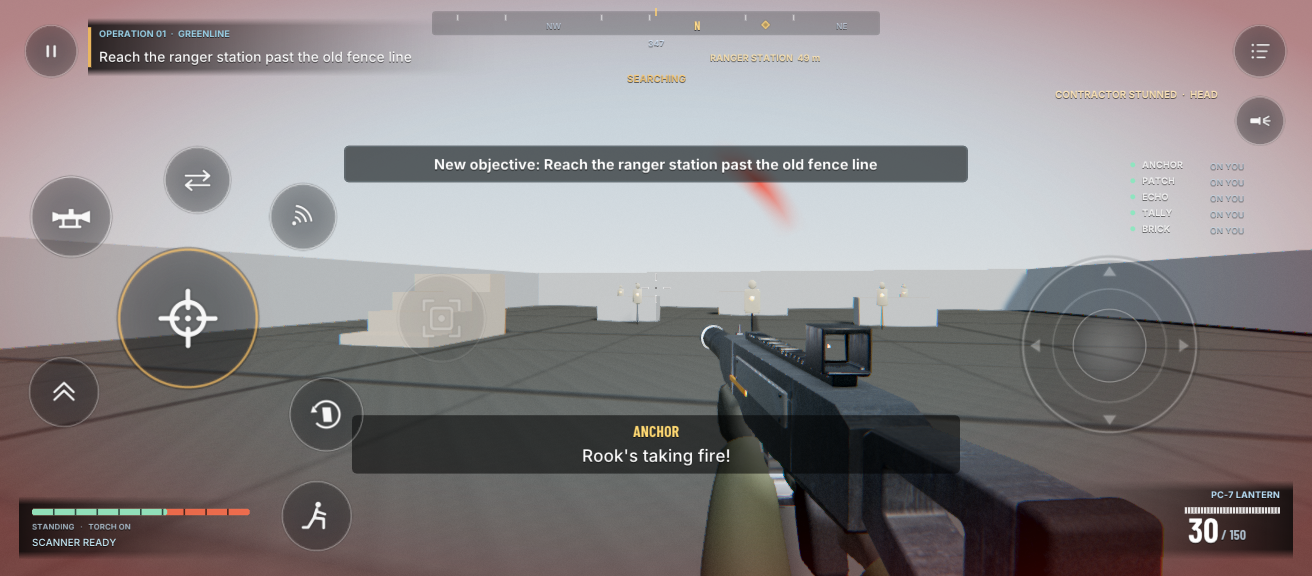 OPERATION 01 · GREENLINE
Reach the ranger station past the old fence line
NW
N
NE
347
RANGER STATION 49 m
SEARCHING
CONTRACTOR STUNNED · HEAD
New objective: Reach the ranger station past the old fence line
ANCHOR ON YOU
PATCH ON YOU
ECHO ON YOU
TALLY ON YOU
BRICK ON YOU
ANCHOR
Rook's taking fire!
STANDING · TORCH ON
SCANNER READY
PC-7 LANTERN
30 / 150